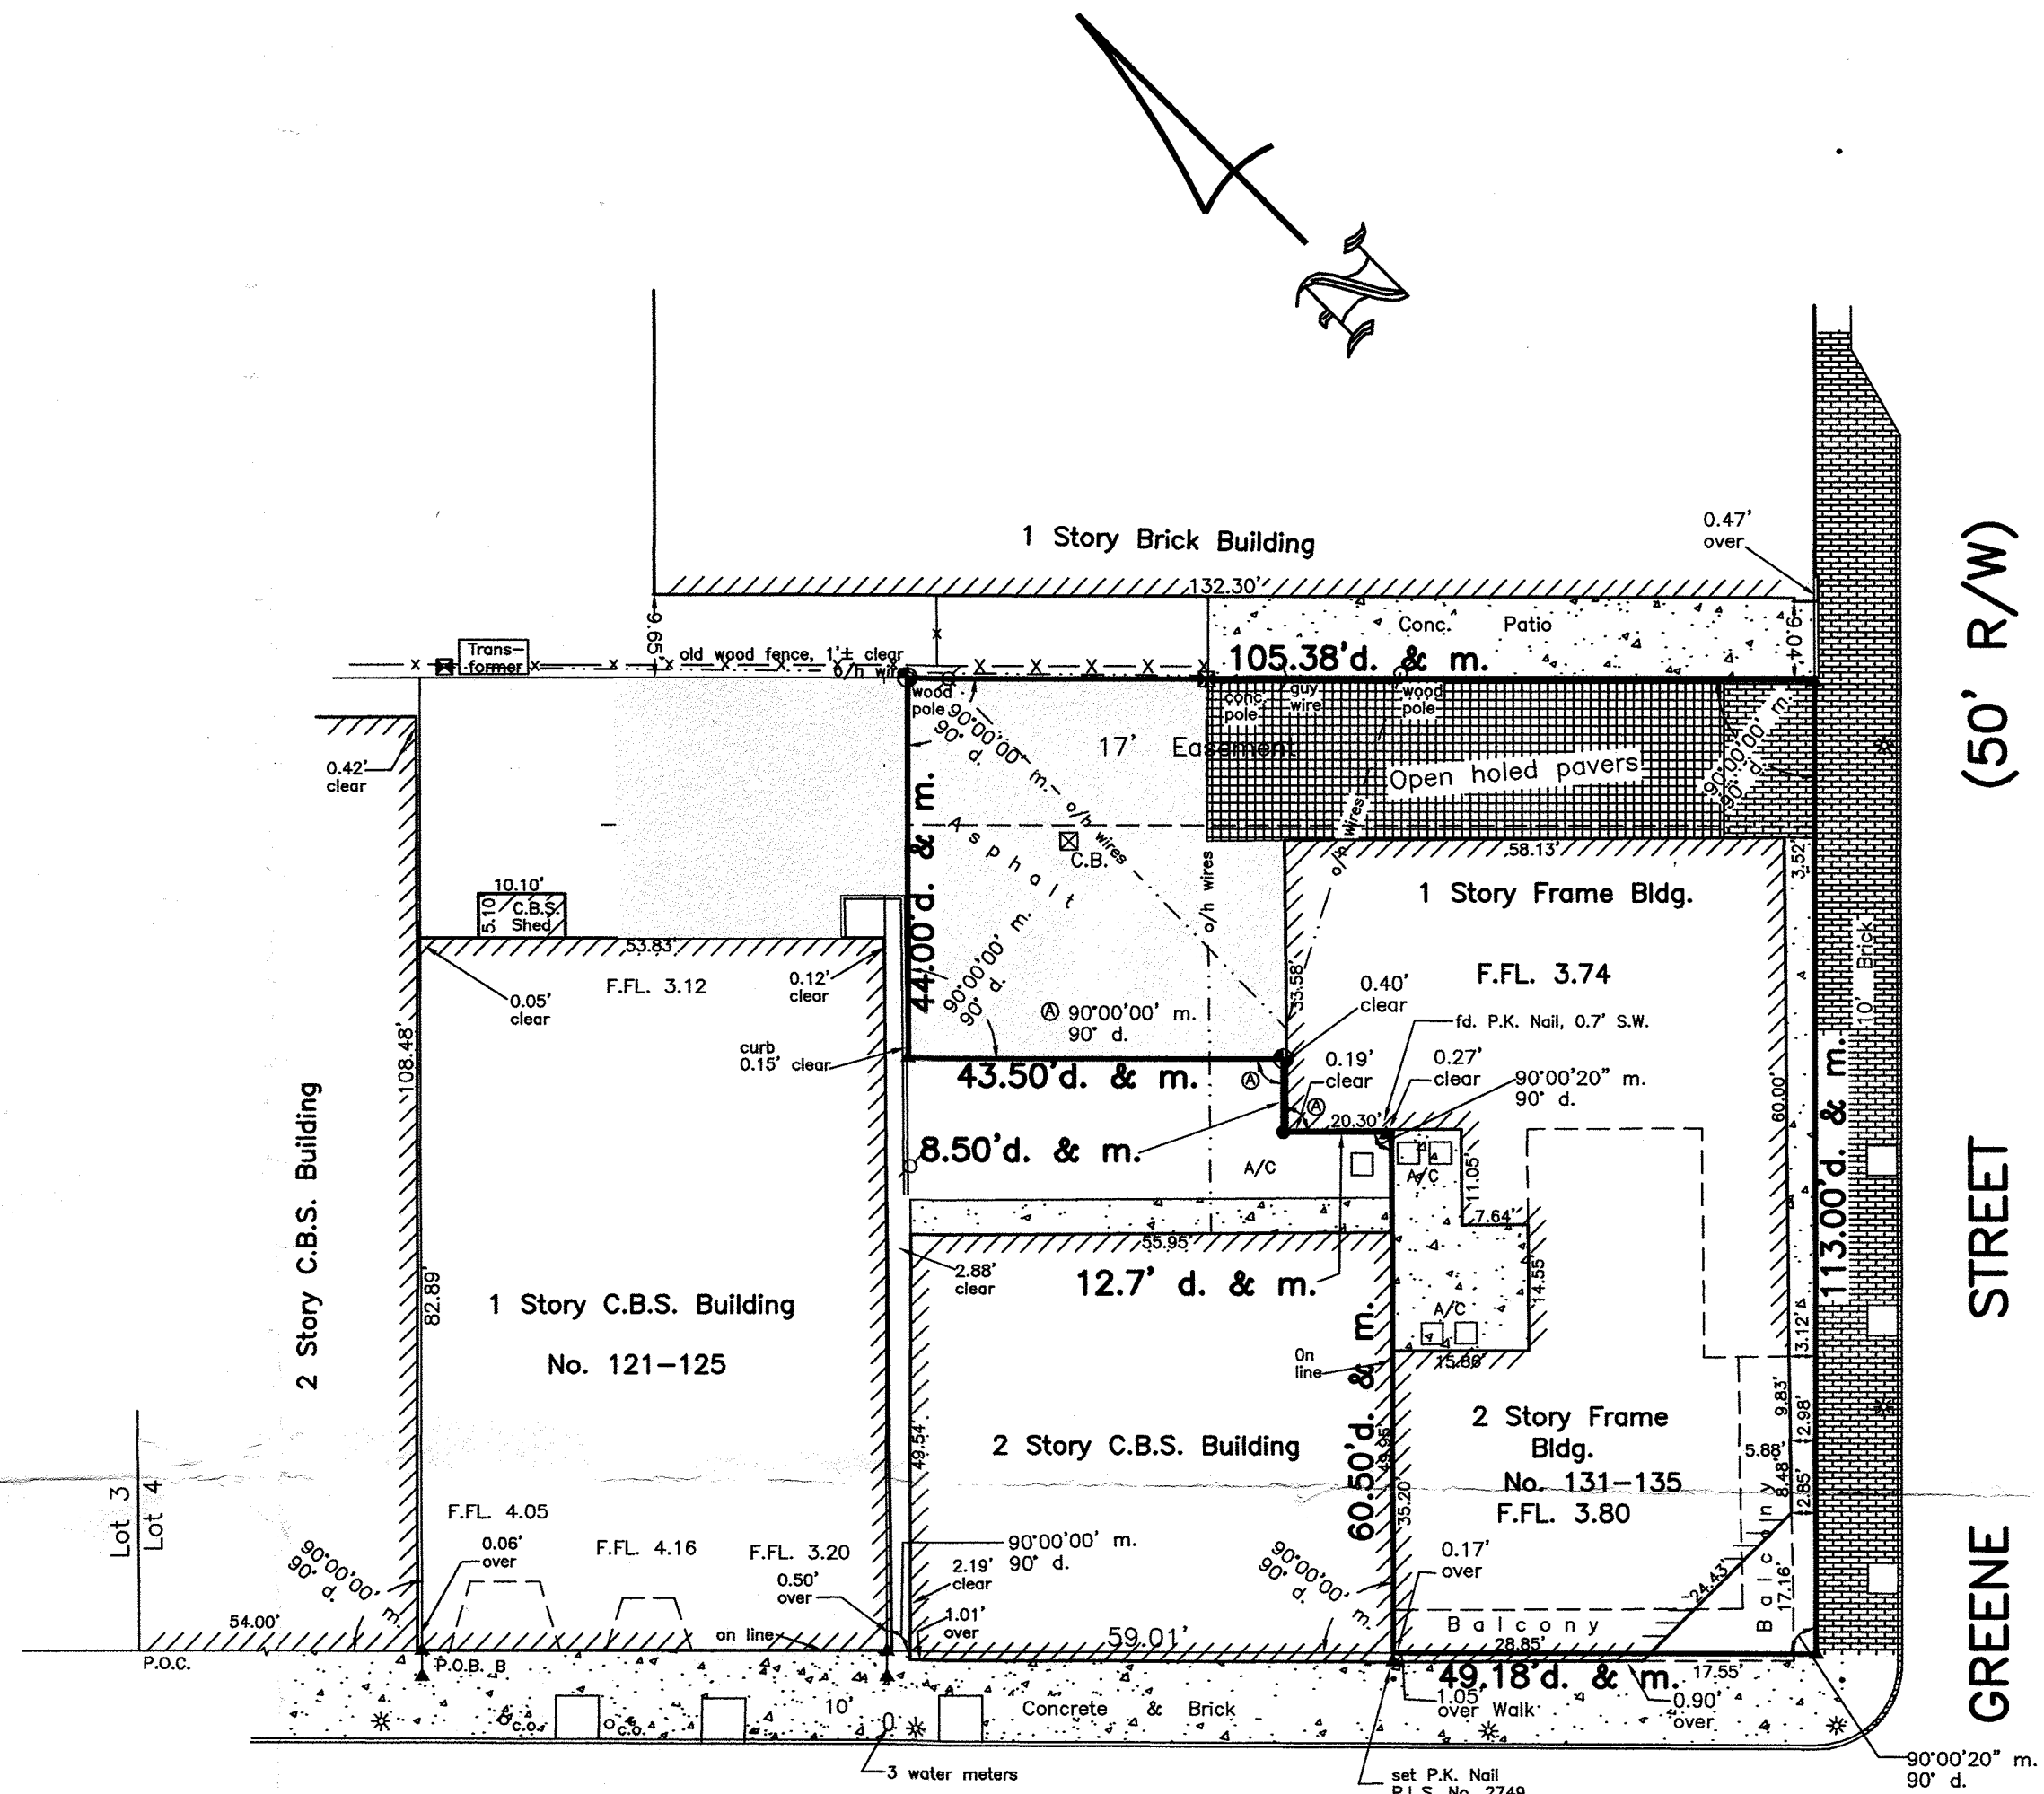 N
1 Story Brick Building
0.47'
over
132.30'
9.65'
Trans-
former
old wood fence, 1'± clear
Conc. Patio
9.04'
105.38'd. & m.
wood
pole
conc.
pole
guy
wire
wood
pole
90°00'00" m.
90° d.
17' Easement
Open holed pavers
90°00'00" m.
90° d.
0.42'
clear
44.00'd. & m.
Asphalt
o/h wires
C.B.
o/h wires
o/h wires
58.13'
3.52'
1 Story Frame Bldg.
10.10'
5.10'
C.B.S.
Shed
53.83'
F.FL. 3.12
0.12'
clear
0.05'
clear
90°00'00' m.
90° d.
Ⓐ 90°00'00' m.
90° d.
33.58'
F.FL. 3.74
0.40'
clear
fd. P.K. Nail, 0.7' S.W.
10' Brick
108.48'
curb
0.15' clear
43.50'd. & m.
Ⓐ
Ⓐ
0.19'
clear
0.27'
clear
90°00'20" m.
90° d.
60.00'
113.00'd. & m.
20.30'
8.50'd. & m.
A/C
A/C
11.05'
7.64'
2 Story C.B.S. Building
55.95'
2.88'
clear
12.7' d. & m.
14.55'
A/C
82.89'
1 Story C.B.S. Building
No. 121-125
On
line
15.86'
3.12'
60.50'd. & m.
49.54'
2 Story C.B.S. Building
49.95'
35.20'
2 Story Frame
Bldg.
No. 131-135
F.FL. 3.80
9.83'
2.98'
5.88'
8.48'
2.85'
Lot 3
Lot 4
F.FL. 4.05
0.06'
over
F.FL. 4.16
F.FL. 3.20
0.50'
over
90°00'00' m.
90° d.
2.19'
clear
1.01'
over
90°00'00' m.
90° d.
90°00'00' m.
90° d.
0.17'
over
24.43'
Balcony
17.16'
Balcony
54.00'
on line
59.01'
28.85'
P.O.C.
P.O.B. B
49.18'd. & m.
17.55'
1.05'
over
0.90'
over
C.O.
C.O.
10'
Concrete & Brick Walk
3 water meters
set P.K. Nail
P.L.S. No. 2749
90°00'20" m.
90° d.
GREENE STREET (50' R/W)